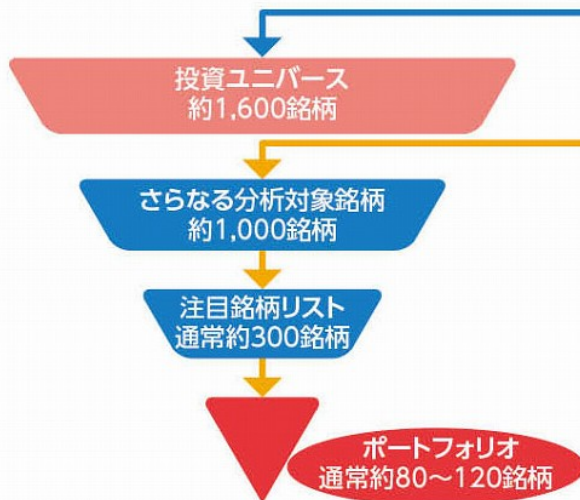 投資ユニバース
約1,600銘柄
さらなる分析対象銘柄
約1,000銘柄
注目銘柄リスト
通常約300銘柄
ポートフォリオ
通常約80～120銘柄